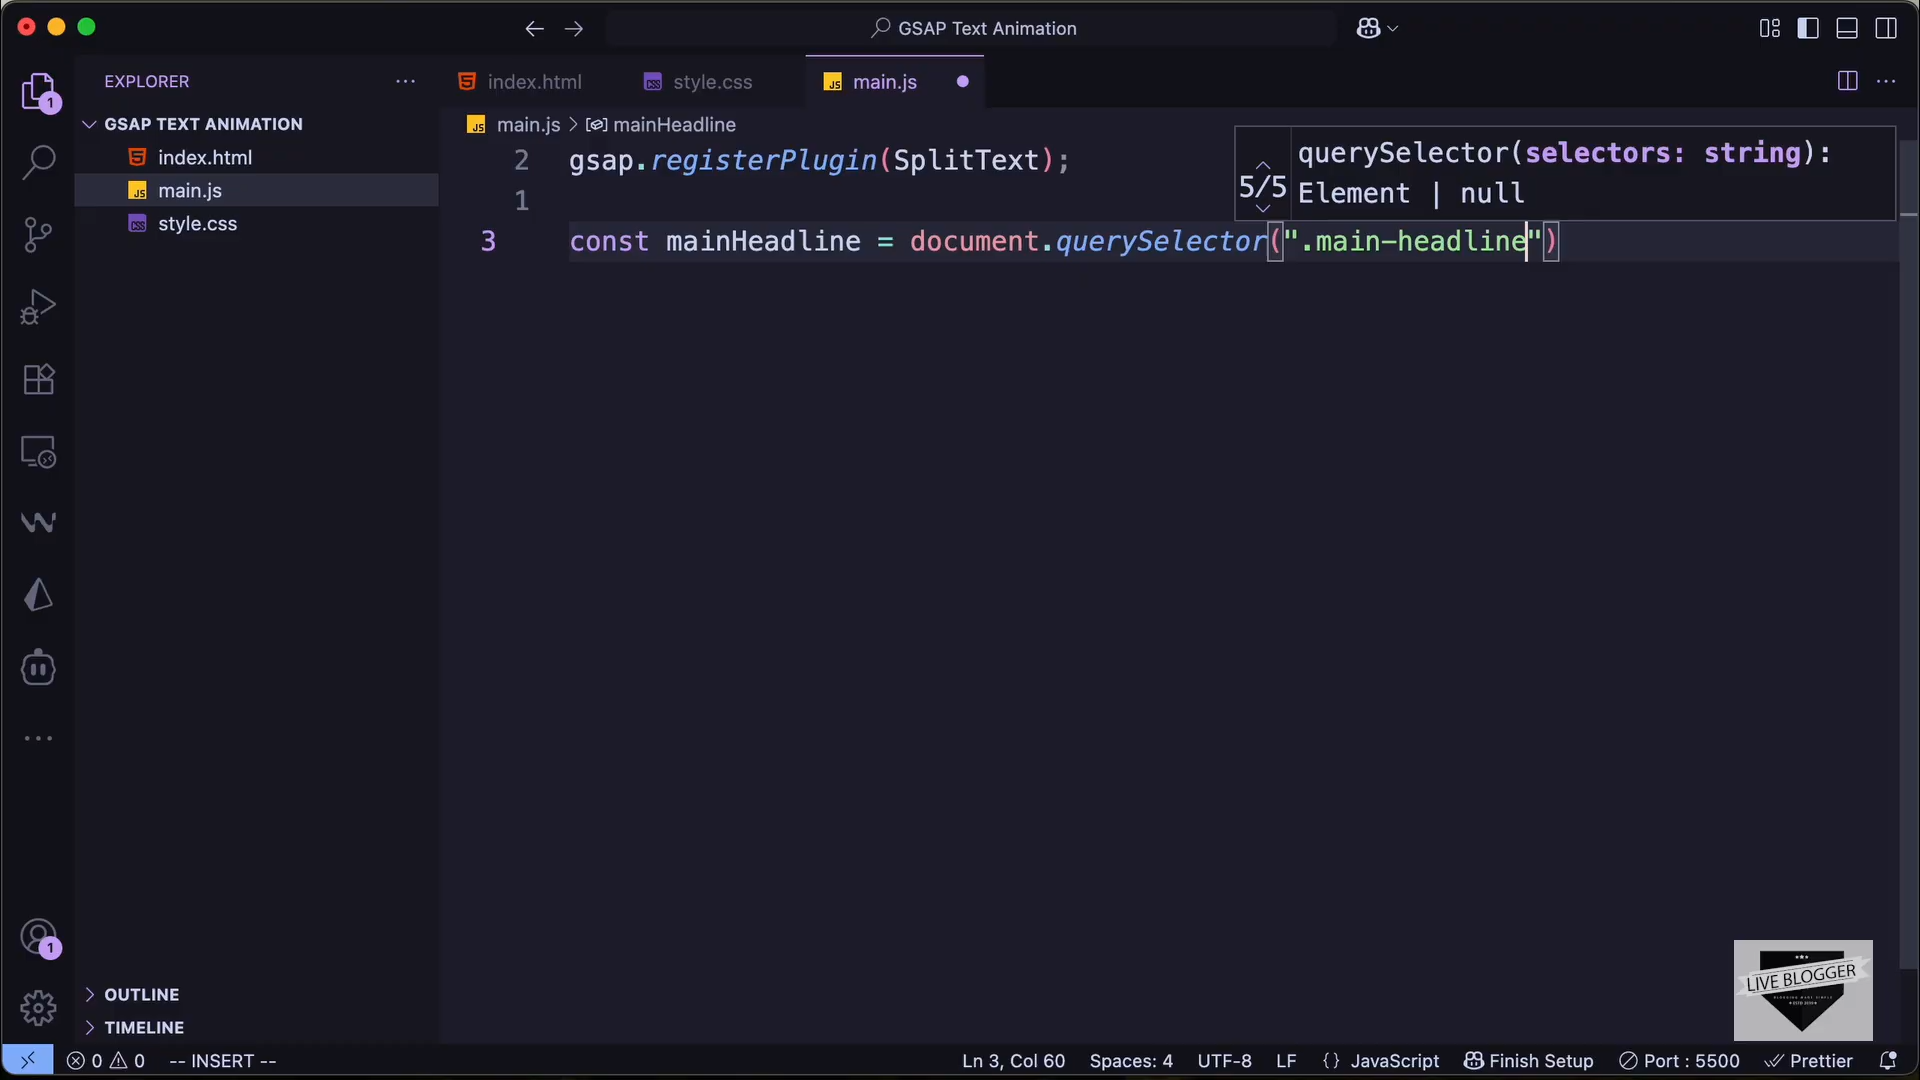 GSAP Text Animation
EXPLORER
index.html
style.css
main.js
1
GSAP TEXT ANIMATION
index.html
main.js
style.css
main.js > mainHeadline
2 gsap.registerPlugin(SplitText);
1
3 const mainHeadline = document.querySelector(".main-headline")
5/5
querySelector(selectors: string):
Element | null
1
OUTLINE
TIMELINE
LIVE BLOGGER
0 0 -- INSERT -- Ln 3, Col 60 Spaces: 4 UTF-8 LF {} JavaScript Finish Setup Port : 5500 Prettier